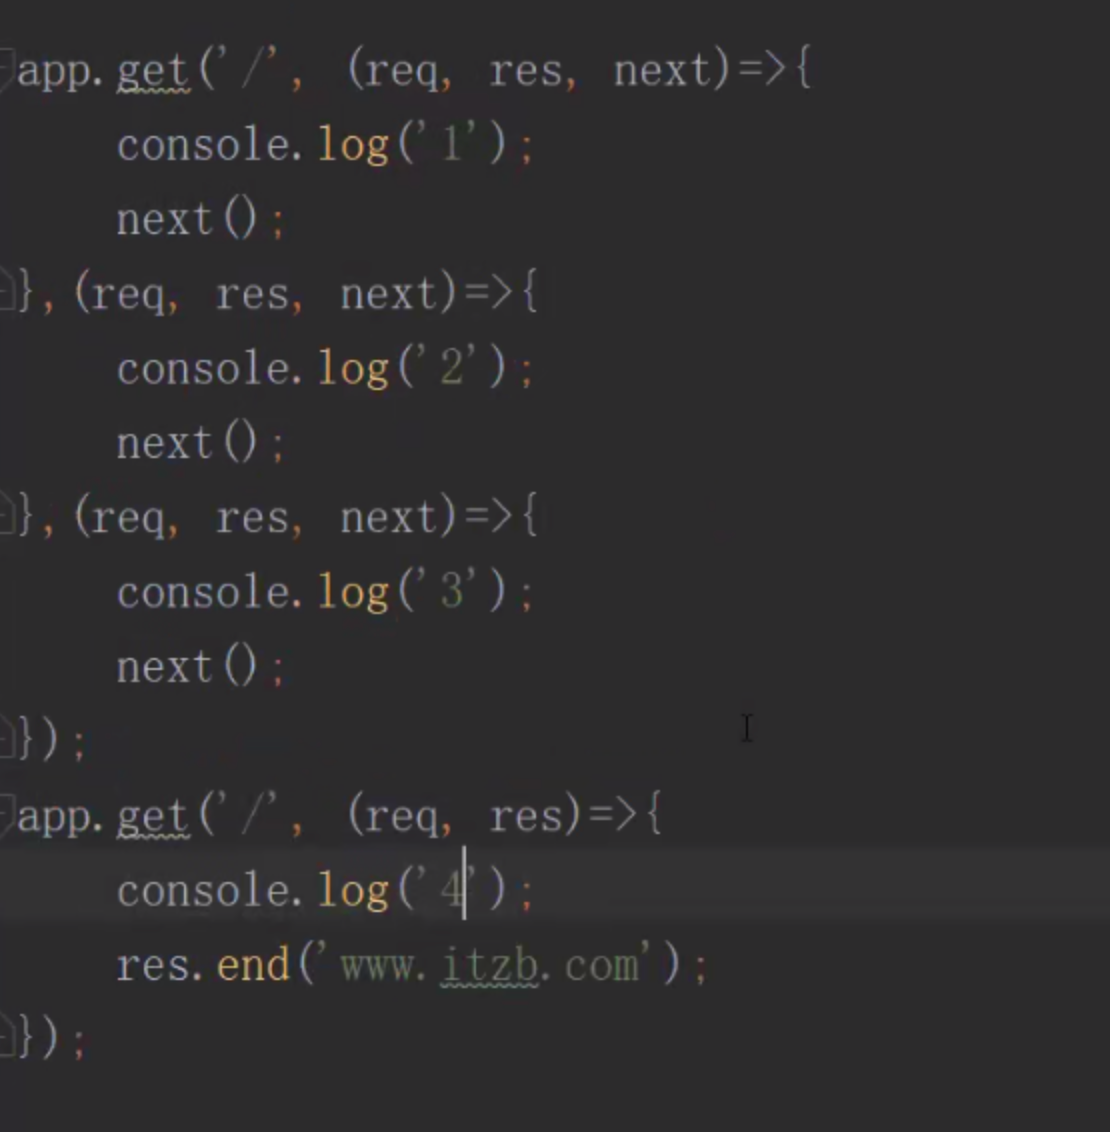 app.get('/', (req, res, next)=>{
    console.log('1');
    next();
},(req, res, next)=>{
    console.log('2');
    next();
},(req, res, next)=>{
    console.log('3');
    next();
});
app.get('/', (req, res)=>{
    console.log('4');
    res.end('www.itzb.com');
});